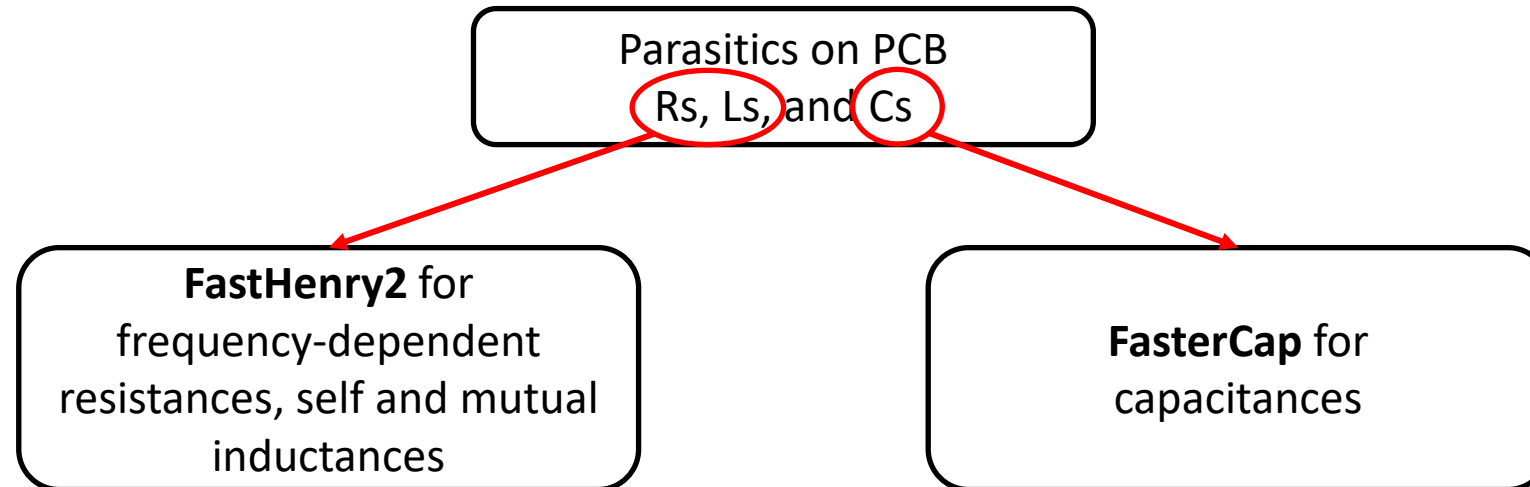 Parasitics on PCB
Rs, Ls, and Cs
FastHenry2 for
frequency-dependent
resistances, self and mutual
inductances
FasterCap for
capacitances